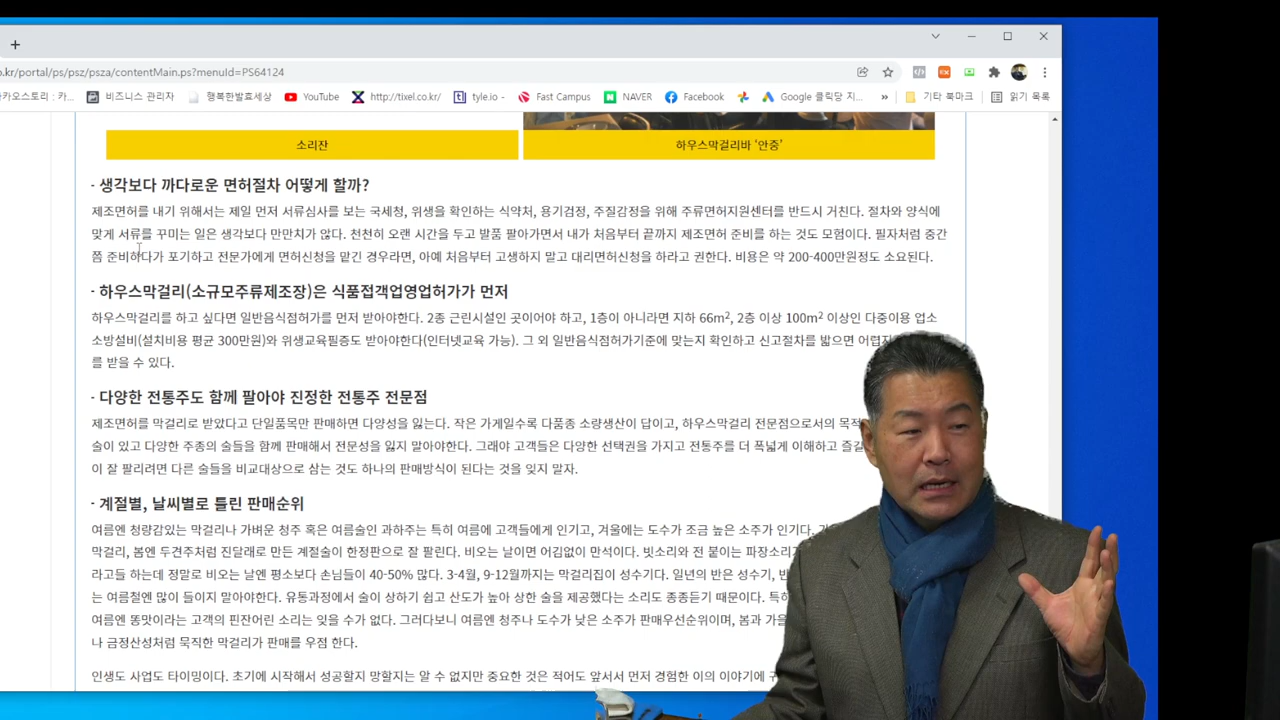 o.kr/portal/ps/psz/psza/contentMain.ps?menuId=PS64124
카오스토리 : 카... 비즈니스 관리자 행복한발효세상 YouTube http://tixel.co.kr/ tyle.io - Fast Campus NAVER Facebook Google 클릭당 지... » 기타 북마크 읽기 목록
소리잔 하우스막걸리바 ‘안중’
- 생각보다 까다로운 면허절차 어떻게 할까?
제조면허를 내기 위해서는 제일 먼저 서류심사를 보는 국세청, 위생을 확인하는 식약처, 용기검정, 주질감정을 위해 주류면허지원센터를 반드시 거친다. 절차와 양식에
맞게 서류를 꾸미는 일은 생각보다 만만치가 않다. 천천히 오랜 시간을 두고 발품 팔아가면서 내가 처음부터 끝까지 제조면허 준비를 하는 것도 모험이다. 필자처럼 중간
쯤 준비하다가 포기하고 전문가에게 면허신청을 맡긴 경우라면, 아예 처음부터 고생하지 말고 대리면허신청을 하라고 권한다. 비용은 약 200-400만원정도 소요된다.
- 하우스막걸리(소규모주류제조장)은 식품접객업영업허가가 먼저
하우스막걸리를 하고 싶다면 일반음식점허가를 먼저 받아야한다. 2종 근린시설인 곳이어야 하고, 1층이 아니라면 지하 66m², 2층 이상 100m² 이상인 다중이용 업소
소방설비(설치비용 평균 300만원)와 위생교육필증도 받아야한다(인터넷교육 가능). 그 외 일반음식점허가기준에 맞는지 확인하고 신고절차를 밟으면
를 받을 수 있다.
- 다양한 전통주도 함께 팔아야 진정한 전통주 전문점
제조면허를 막걸리로 받았다고 단일품목만 판매하면 다양성을 잃는다. 작은 가게일수록 다품종 소량생산이 답이고, 하우스막걸리 전문점으로서의 목적
술이 있고 다양한 주종의 술들을 함께 판매해서 전문성을 잃지 말아야한다. 그래야 고객들은 다양한 선택권을 가지고 전통주를 더 폭넓게 이해하고 즐길
이 잘 팔리려면 다른 술들을 비교대상으로 삼는 것도 하나의 판매방식이 된다는 것을 잊지 말자.
- 계절별, 날씨별로 틀린 판매순위
여름엔 청량감있는 막걸리나 가벼운 청주 혹은 여름술인 과하주는 특히 여름에 고객들에게 인기고, 겨울에는 도수가 조금 높은 소주가 인기다.
막걸리, 봄엔 두견주처럼 진달래로 만든 계절술이 한정판으로 잘 팔린다. 비오는 날이면 어김없이 만석이다. 빗소리와 전 붙이는 파장소리
라고들 하는데 정말로 비오는 날엔 평소보다 손님들이 40-50% 많다. 3-4월, 9-12월까지는 막걸리집이 성수기다. 일년의 반은 성수기,
는 여름철엔 많이 들이지 말아야한다. 유통과정에서 술이 상하기 쉽고 산도가 높아 상한 술을 제공했다는 소리도 종종듣기 때문이다.
여름엔 똥맛이라는 고객의 핀잔어린 소리는 잊을 수가 없다. 그러다보니 여름엔 청주나 도수가 낮은 소주가 판매우선순위이며, 봄과
나 금정산성처럼 묵직한 막걸리가 판매를 우점 한다.
인생도 사업도 타이밍이다. 초기에 시작해서 성공할지 망할지는 알 수 없지만 중요한 것은 적어도 앞서서 먼저 경험한 이의 이야기에